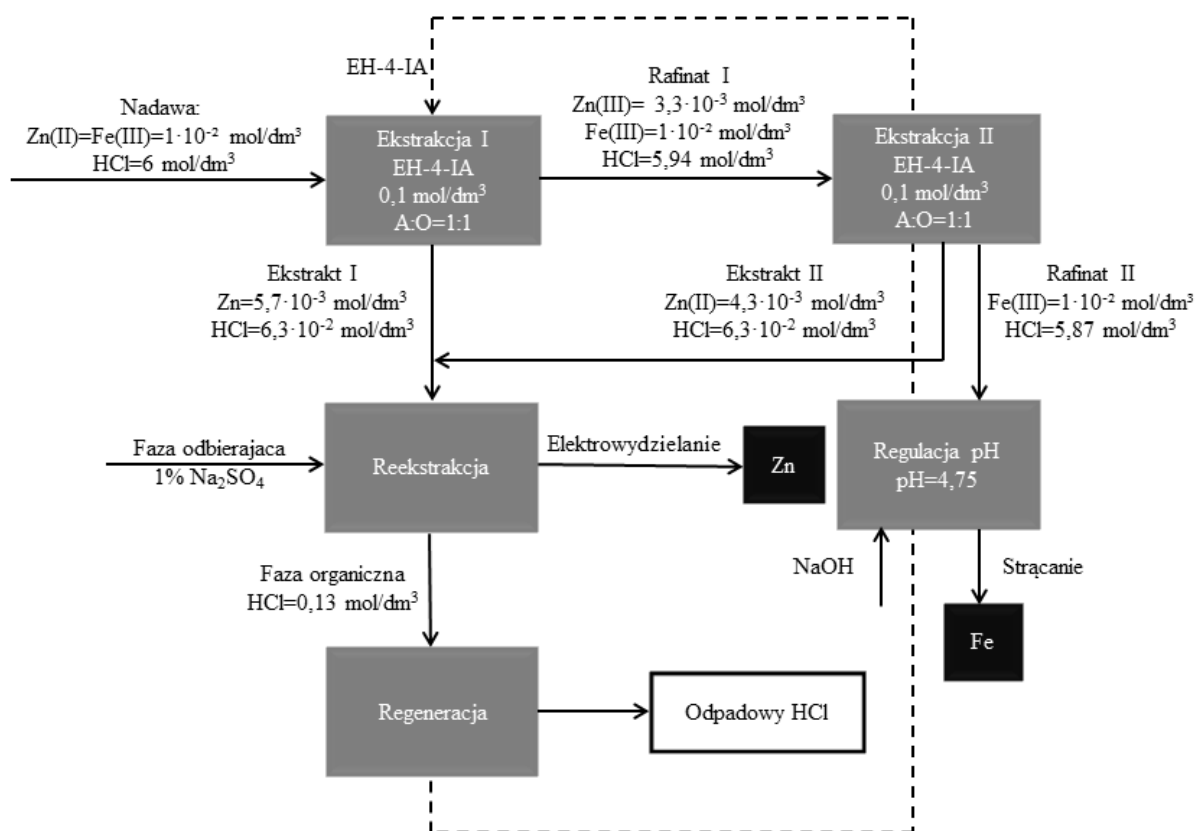 EH-4-IA
Nadawa:
Zn(II)=Fe(III)=1·10⁻² mol/dm³
HCl=6 mol/dm³
Ekstrakcja I
EH-4-IA
0,1 mol/dm³
A:O=1:1
Rafinat I
Zn(III)= 3,3·10⁻³ mol/dm³
Fe(III)=1·10⁻² mol/dm³
HCl=5,94 mol/dm³
Ekstrakcja II
EH-4-IA
0,1 mol/dm³
A:O=1:1
Ekstrakt I
Zn=5,7·10⁻³ mol/dm³
HCl=6,3·10⁻² mol/dm³
Ekstrakt II
Zn(II)=4,3·10⁻³ mol/dm³
HCl=6,3·10⁻² mol/dm³
Rafinat II
Fe(III)=1·10⁻² mol/dm³
HCl=5,87 mol/dm³
Faza odbierajaca
1% Na₂SO₄
Reekstrakcja
Elektrowydzielanie
Zn
Regulacja pH
pH=4,75
NaOH
Strącanie
Fe
Faza organiczna
HCl=0,13 mol/dm³
Regeneracja
Odpadowy HCl